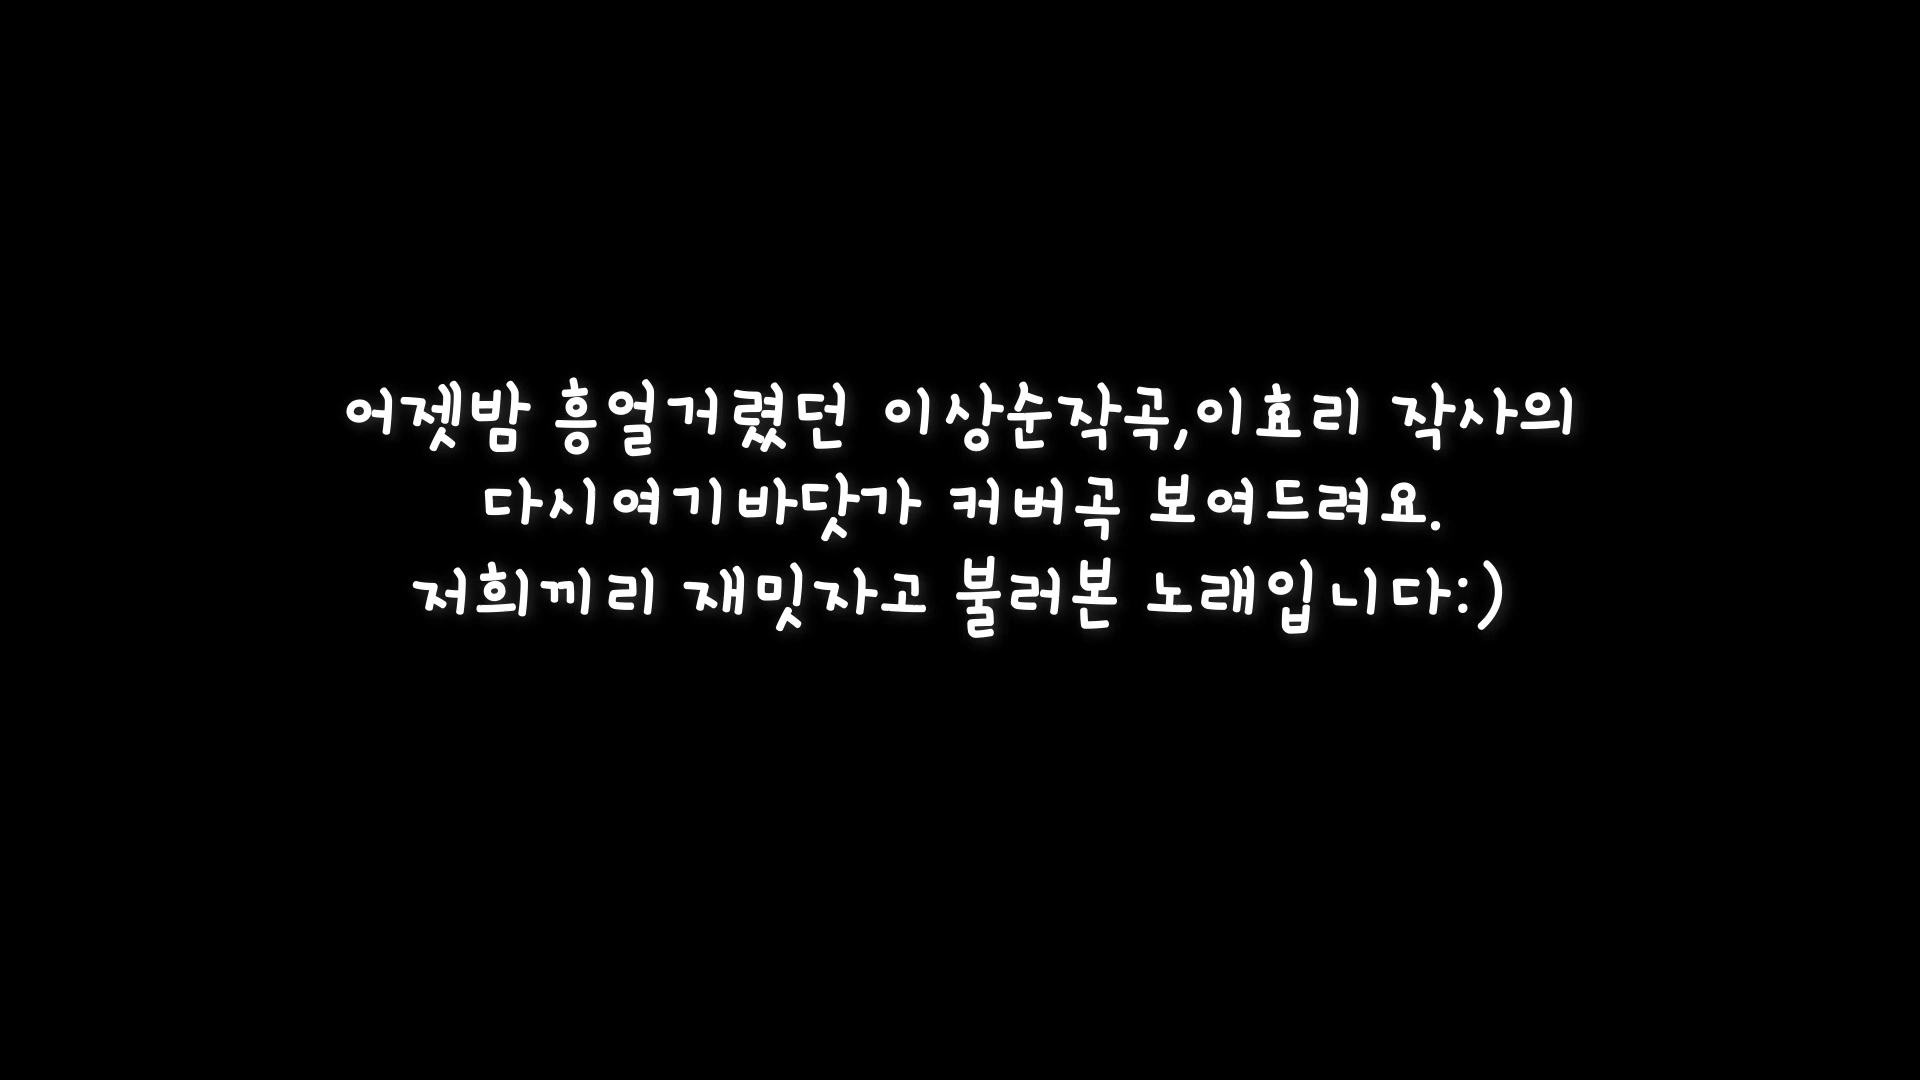 어젯밤 흥얼거렸던 이상순작곡,이효리 작사의
다시여기바닷가 커버곡 보여드려요.
저희끼리 재밋자고 불러본 노래입니다:)